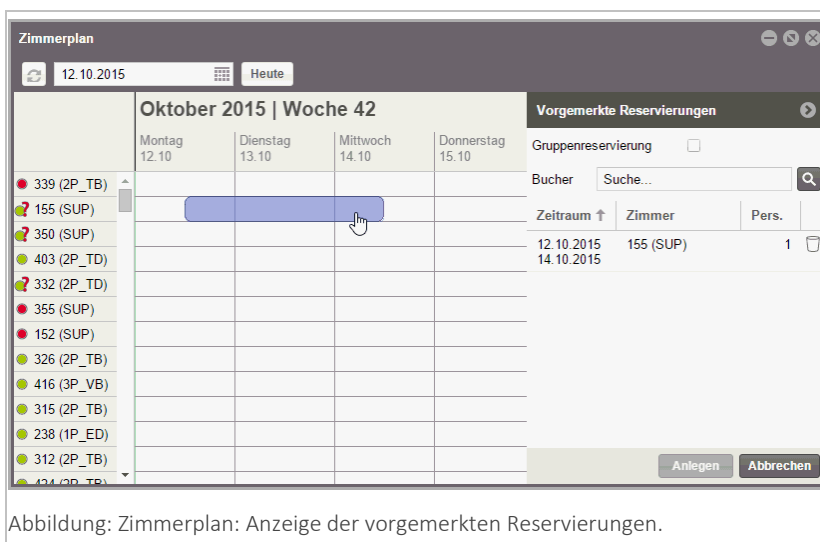 Zimmerplan
12.10.2015 Heute
Oktober 2015 | Woche 42
Montag Dienstag Mittwoch Donnerstag
12.10 13.10 14.10 15.10
339 (2P_TB)
155 (SUP)
350 (SUP)
403 (2P_TD)
332 (2P_TD)
355 (SUP)
152 (SUP)
326 (2P_TB)
416 (3P_VB)
315 (2P_TB)
238 (1P_ED)
312 (2P_TB)
424 (2P_TB)
Vorgemerkte Reservierungen
Gruppenreservierung
Bucher Suche...
Zeitraum Zimmer Pers.
12.10.2015 155 (SUP) 1
14.10.2015
Anlegen Abbrechen
Abbildung: Zimmerplan: Anzeige der vorgemerkten Reservierungen.